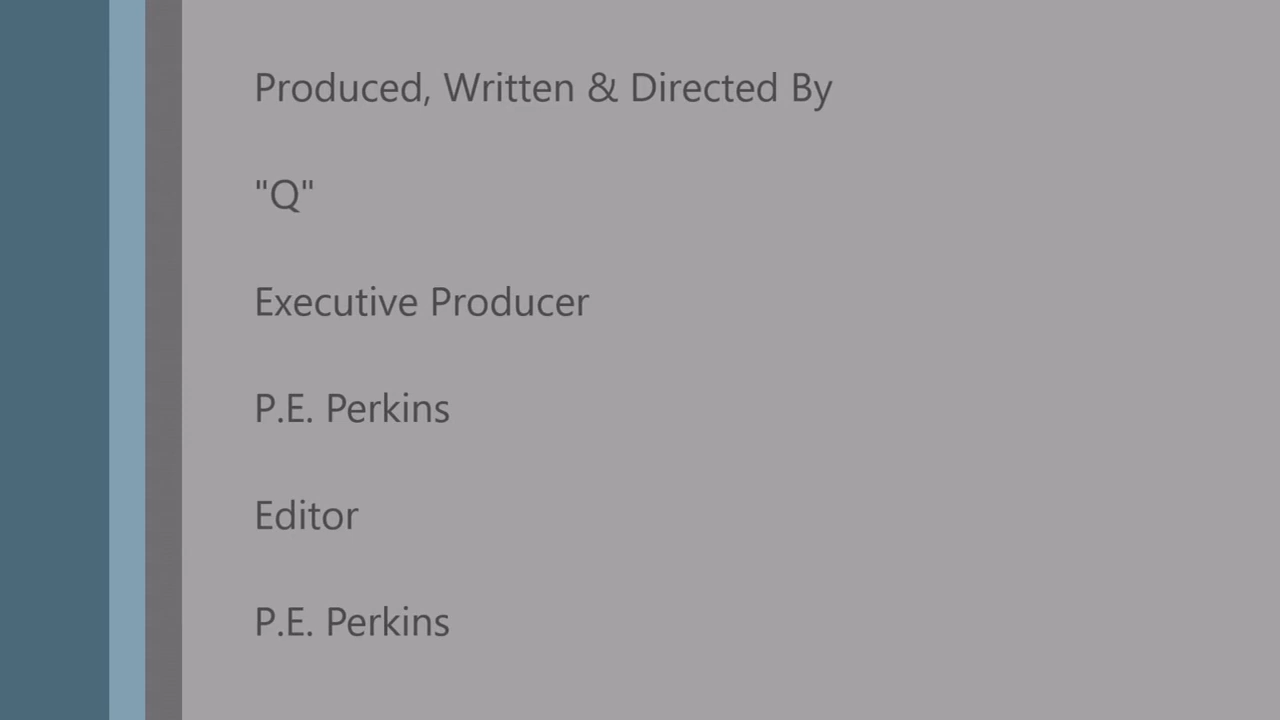 Produced, Written & Directed By
"Q"
Executive Producer
P.E. Perkins
Editor
P.E. Perkins